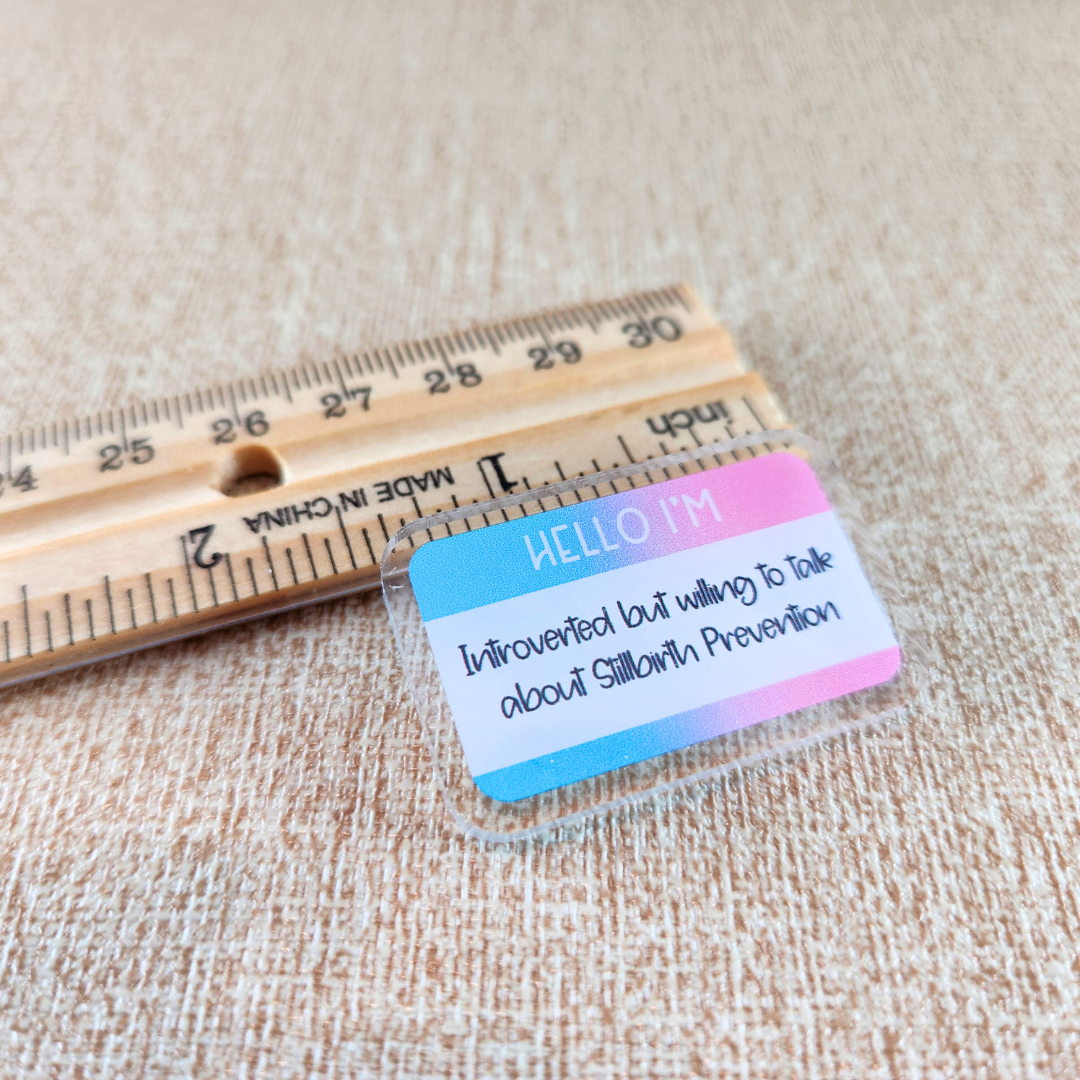 24 25 26 27 28 29 30
inch
1
MADE IN CHINA
2
HELLO I'M
Introverted but willing to talk
about Stillbirth Prevention